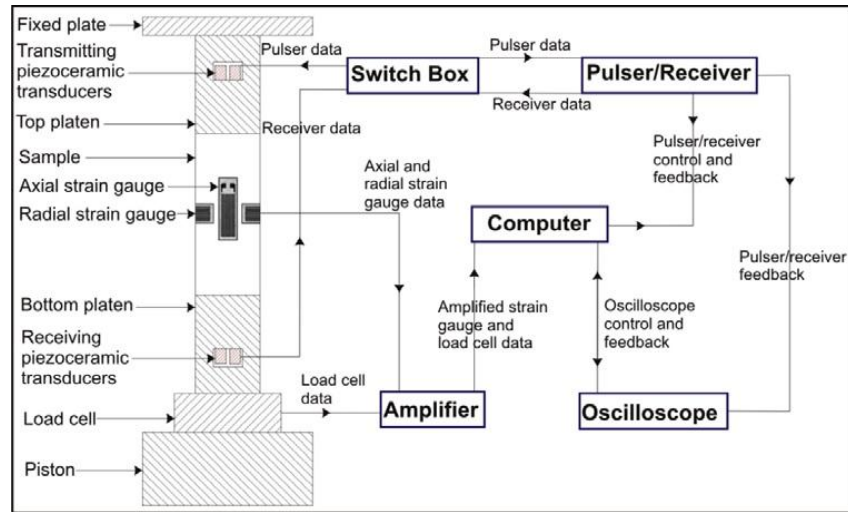 Fixed plate
Transmitting
piezoceramic
transducers
Top platen
Sample
Axial strain gauge
Radial strain gauge
Bottom platen
Receiving
piezoceramic
transducers
Load cell
Piston
Pulser data
Switch Box
Receiver data
Pulser data
Receiver data
Pulser/Receiver
Axial and
radial strain
gauge data
Pulser/receiver
control and
feedback
Computer
Pulser/receiver
feedback
Amplified strain
gauge and
load cell data
Oscilloscope
control and
feedback
Load cell
data
Amplifier
Oscilloscope